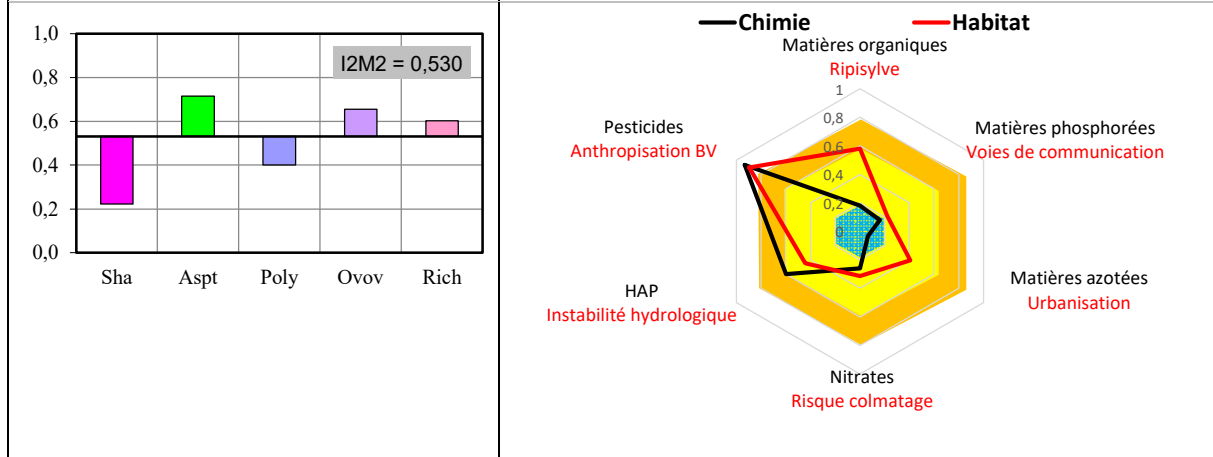 1,0
0,8
0,6
0,4
0,2
0,0
I2M2 = 0,530
Sha Aspt Poly Ovov Rich
Chimie Habitat
Matières organiques
Ripisylve
Matières phosphorées
Voies de communication
Matières azotées
Urbanisation
Nitrates
Risque colmatage
HAP
Instabilité hydrologique
Pesticides
Anthropisation BV
1
0,8
0,6
0,4
0,2
0